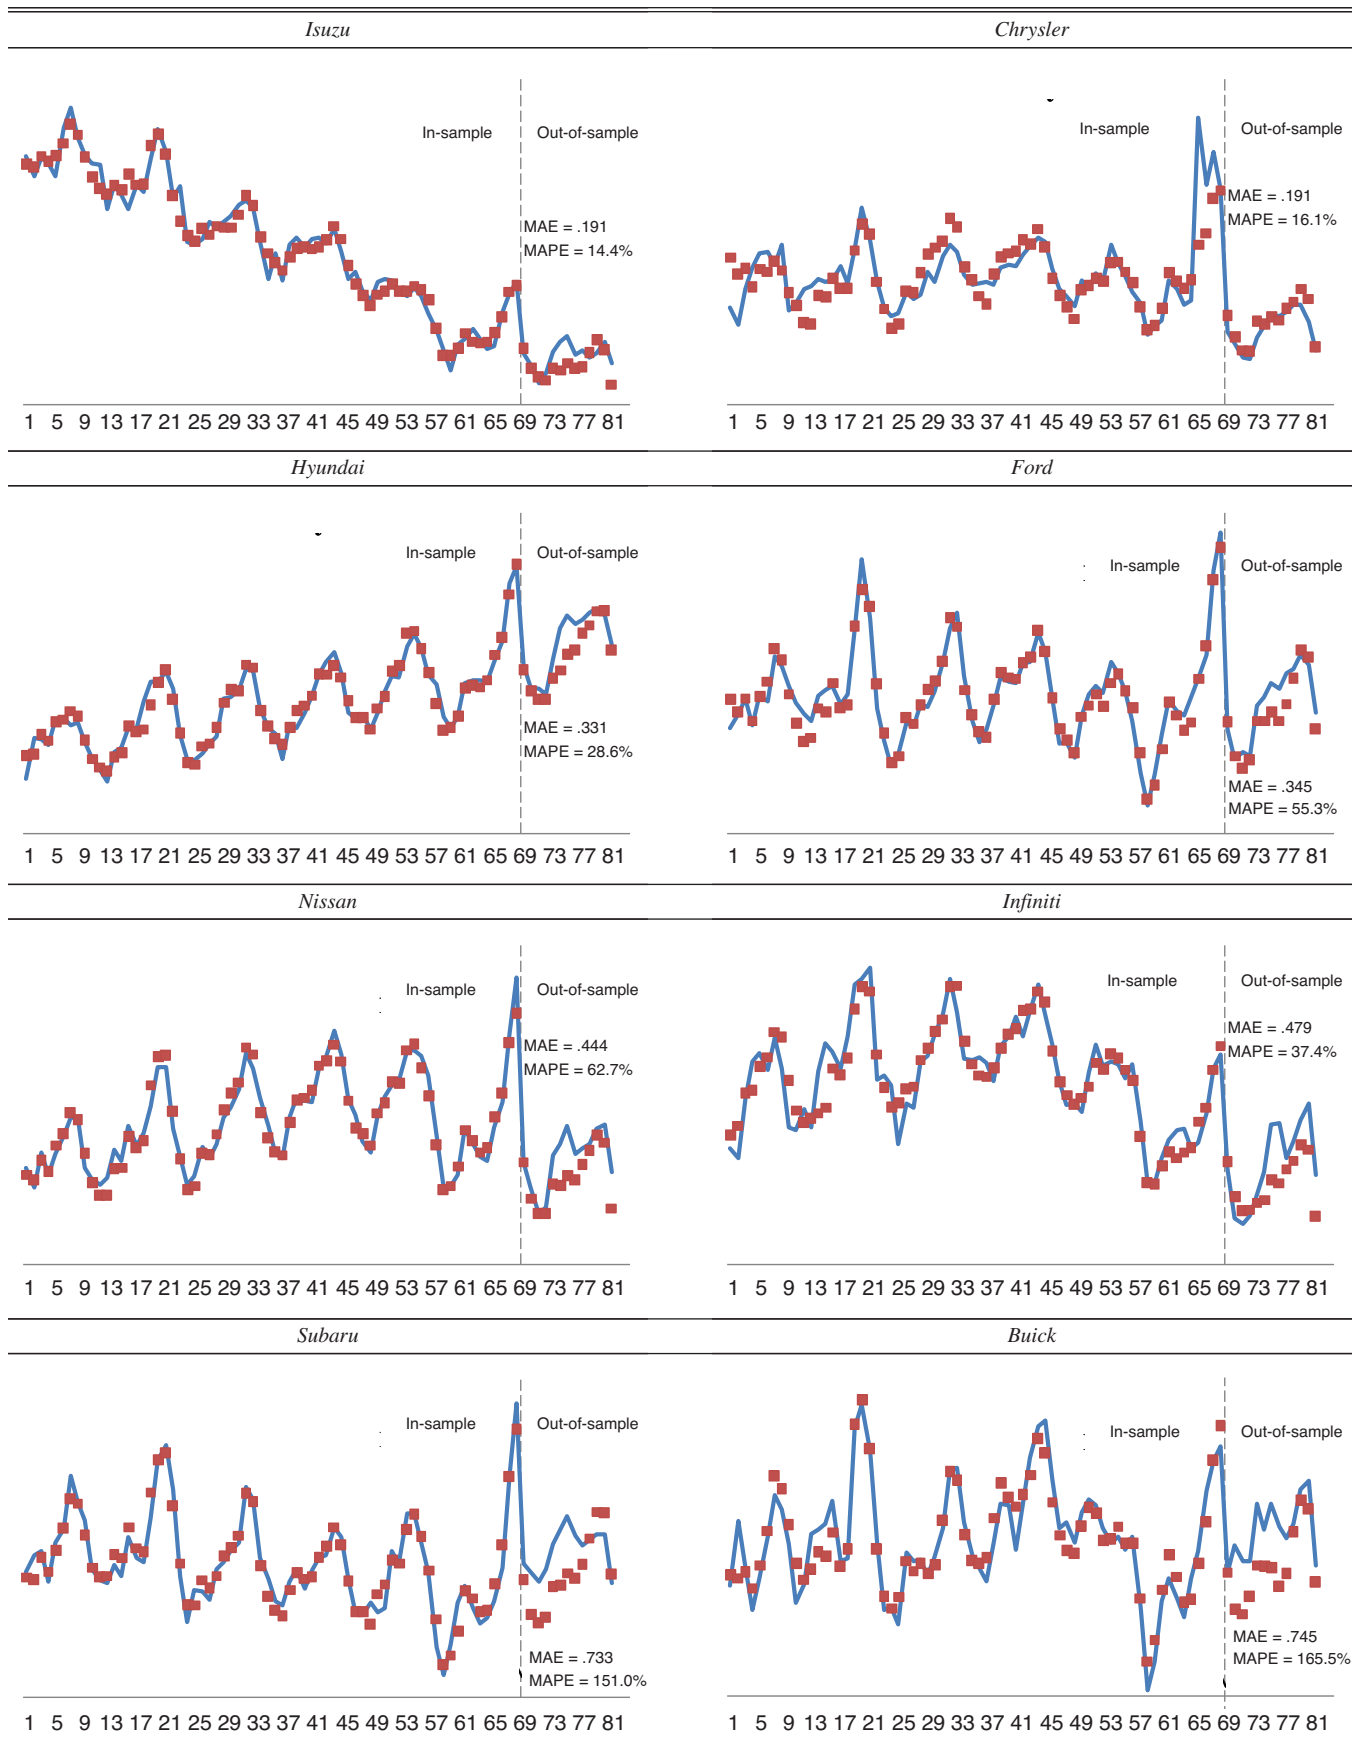 Isuzu
Chrysler
In-sample
Out-of-sample
MAE = .191
MAPE = 14.4%
1 5 9 13 17 21 25 29 33 37 41 45 49 53 57 61 65 69 73 77 81
In-sample
Out-of-sample
MAE = .191
MAPE = 16.1%
1 5 9 13 17 21 25 29 33 37 41 45 49 53 57 61 65 69 73 77 81
Hyundai
Ford
In-sample
Out-of-sample
MAE = .331
MAPE = 28.6%
1 5 9 13 17 21 25 29 33 37 41 45 49 53 57 61 65 69 73 77 81
In-sample
Out-of-sample
MAE = .345
MAPE = 55.3%
1 5 9 13 17 21 25 29 33 37 41 45 49 53 57 61 65 69 73 77 81
Nissan
Infiniti
In-sample
Out-of-sample
MAE = .444
MAPE = 62.7%
1 5 9 13 17 21 25 29 33 37 41 45 49 53 57 61 65 69 73 77 81
In-sample
Out-of-sample
MAE = .479
MAPE = 37.4%
1 5 9 13 17 21 25 29 33 37 41 45 49 53 57 61 65 69 73 77 81
Subaru
Buick
In-sample
Out-of-sample
MAE = .733
MAPE = 151.0%
1 5 9 13 17 21 25 29 33 37 41 45 49 53 57 61 65 69 73 77 81
In-sample
Out-of-sample
MAE = .745
MAPE = 165.5%
1 5 9 13 17 21 25 29 33 37 41 45 49 53 57 61 65 69 73 77 81